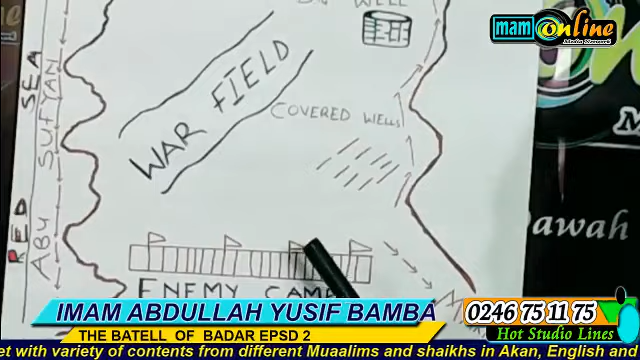 WELL
mam online
Media Network
WAR FIELD
COVERED WELLS
RED SEA
ABU SUFYAN
awah
ENEMY CAMP
IMAM ABDULLAH YUSIF BAMBA
0246 75 11 75
THE BATELL OF BADAR EPSD 2
Hot Studio Lines
et with variety of contents from different Muaalims and shaikhs in Akan, English and